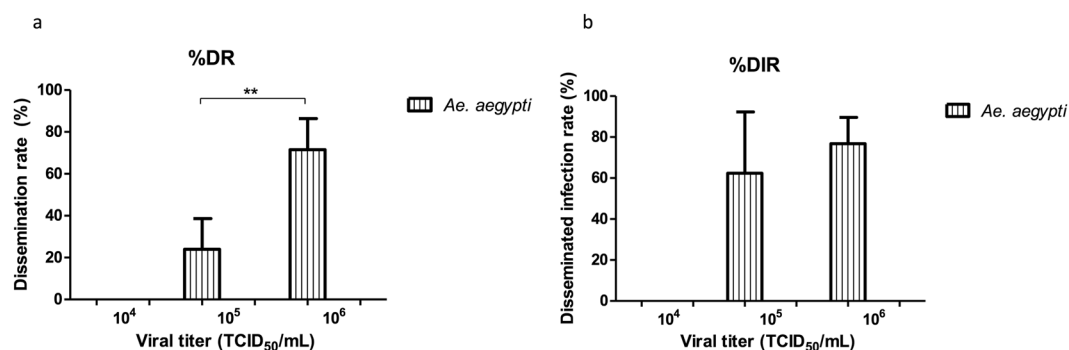 a
%DR
Dissemination rate (%)
100
80
60
40
20
0
**
Ae. aegypti
10⁴
10⁵
10⁶
Viral titer (TCID₅₀/mL)
b
%DIR
Disseminated infection rate (%)
100
80
60
40
20
0
Ae. aegypti
10⁴
10⁵
10⁶
Viral titer (TCID₅₀/mL)